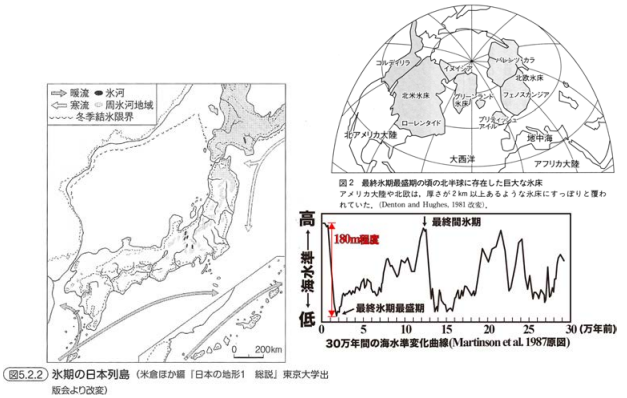 暖流
氷河
寒流
周氷河地域
冬季結氷限界
0
200km
図5.2.2
氷期の日本列島（米倉ほか編『日本の地形1　総説』東京大学出
版会より改変）
コルディリラ
イヌイシア
バレンツ・カラ
北米氷床
グリーンランド
氷床
北欧氷床
フェノスカンジア
ローレンタイド
ブリティッシュ
アイル
北アメリカ大陸
地中海
大西洋
アフリカ大陸
図2　最終氷期最盛期の頃の北半球に存在した巨大な氷床
アメリカ大陸や北欧は，厚さが2km以上あるような氷床にすっぽりと覆わ
れていた．(Denton and Hughes, 1981 改変)．
高
海水準
低
180m程度
最終間氷期
最終氷期最盛期
0
5
10
15
20
25
30
(万年前)
30万年間の海水準変化曲線(Martinson et al. 1987原図)